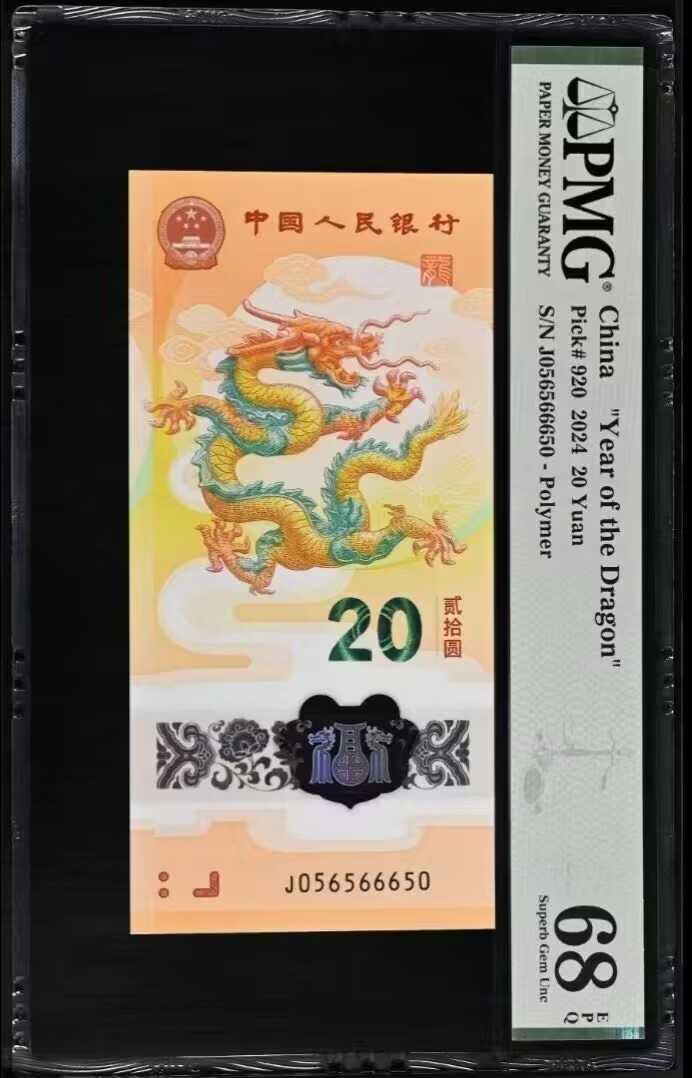 中国人民银行
龍
20
贰拾圆
J056566650
PMG®
PAPER MONEY GUARANTY
China "Year of the Dragon"
Pick# 920 2024 20 Yuan
S/N J056566650 - Polymer
68 EPQ
Superb Gem Unc